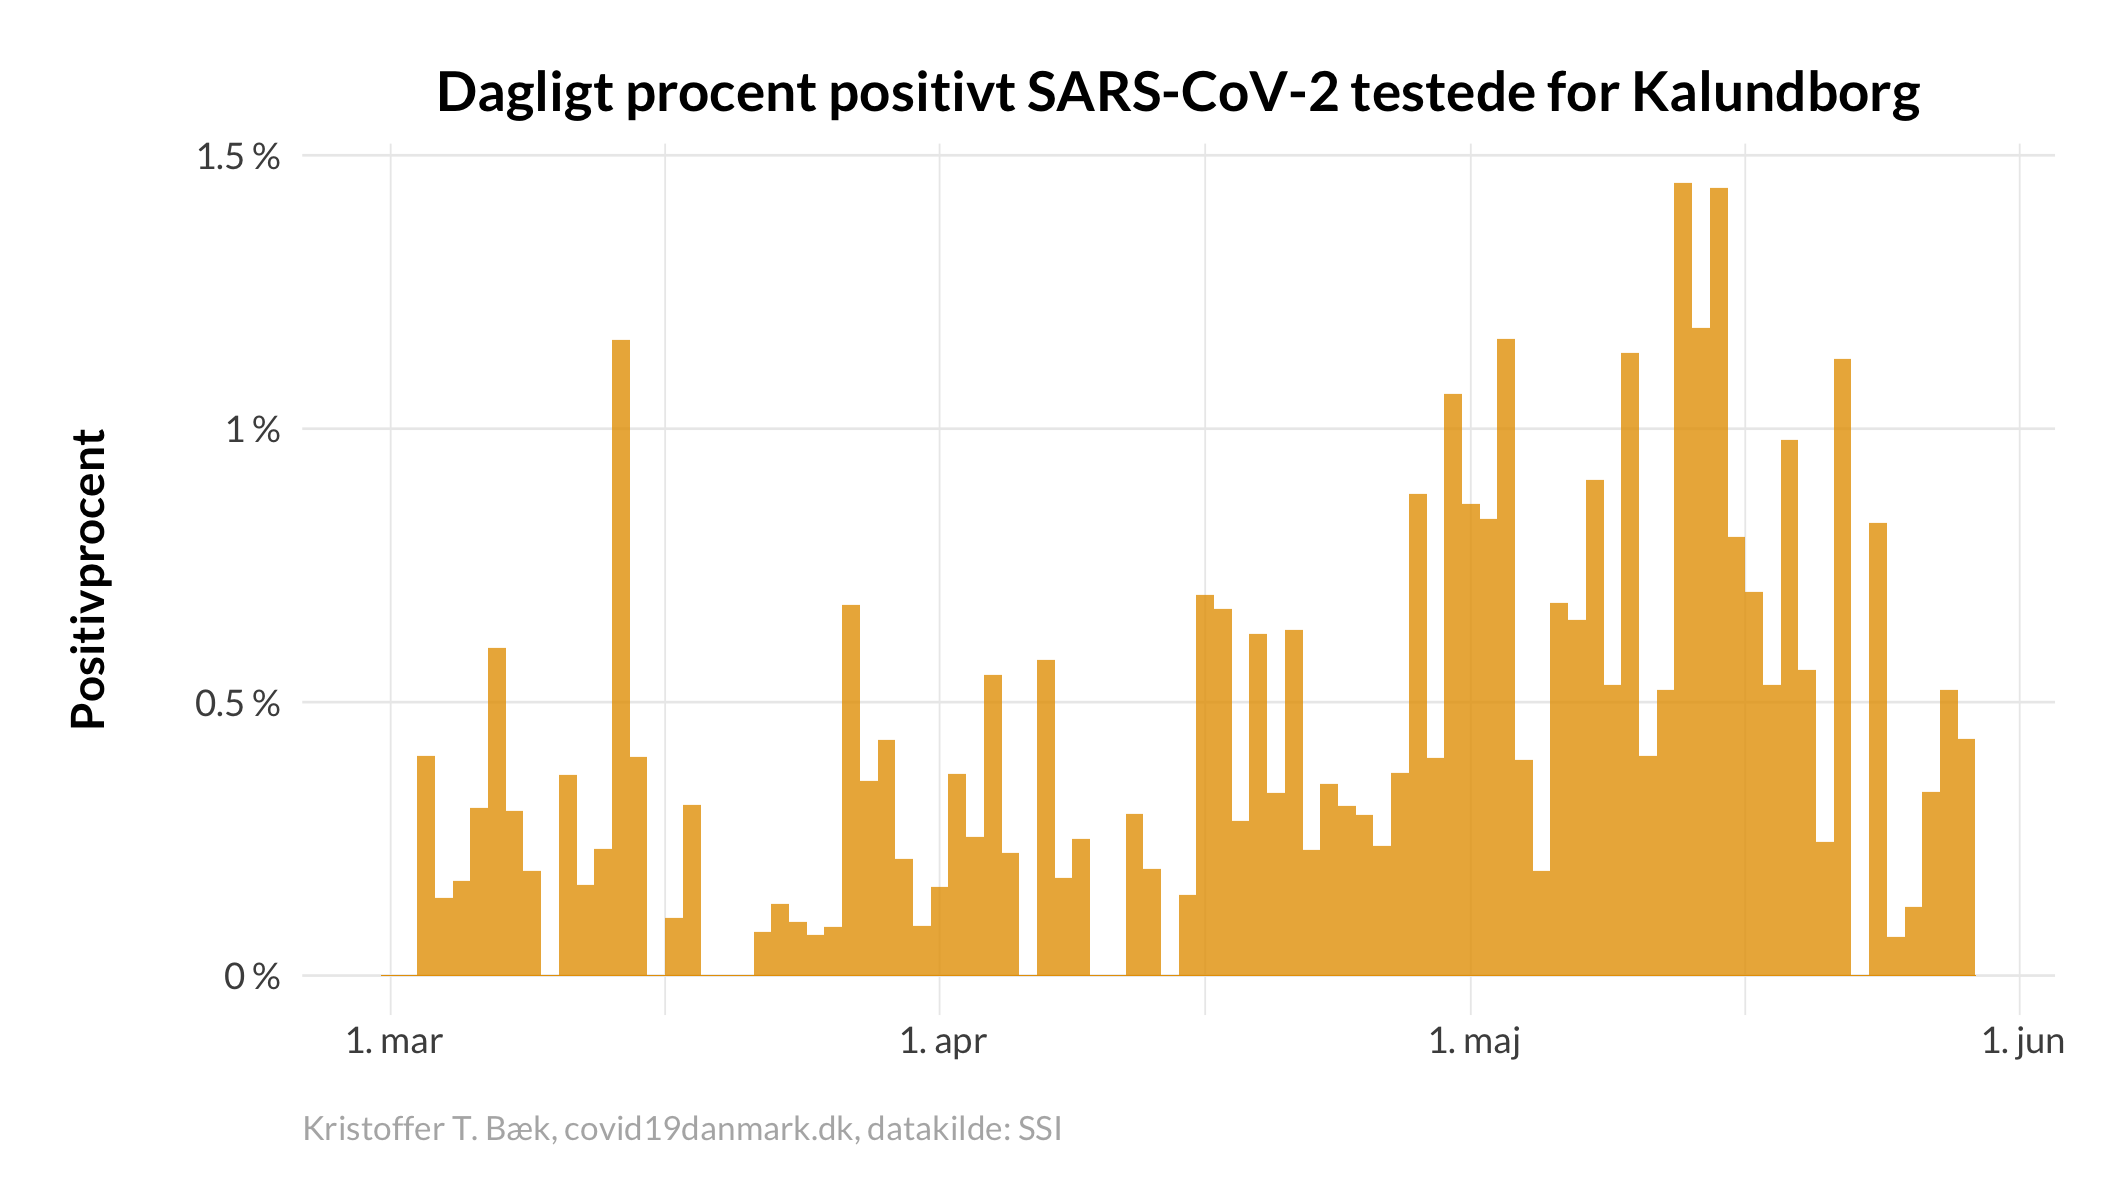 Dagligt procent positivt SARS-CoV-2 testede for Kalundborg
Positivprocent
1.5 %
1 %
0.5 %
0 %
1. mar
1. apr
1. maj
1. jun
Kristoffer T. Bæk, covid19danmark.dk, datakilde: SSI